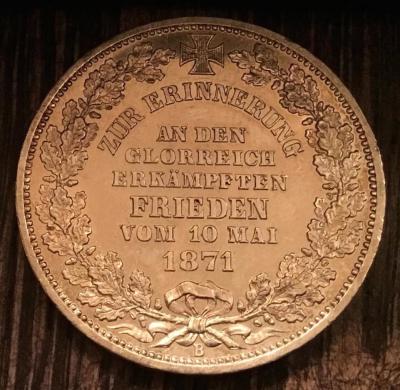 ZUR ERINNERUNG
AN DEN
GLORREICH
ERKÄMPFTEN
FRIEDEN
VOM 10 MAI
1871
B